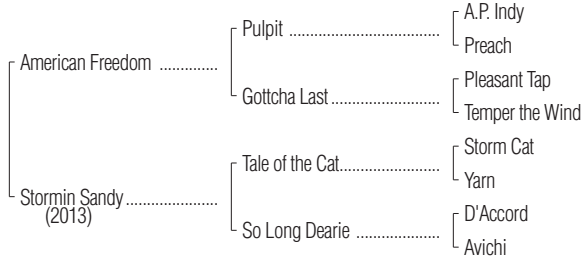 A.P. Indy
Pulpit ....................................
Preach
American Freedom ..............
Pleasant Tap
Gottcha Last ..........................
Temper the Wind
Storm Cat
Tale of the Cat........................
Yarn
Stormin Sandy ......................
(2013)
D'Accord
So Long Dearie ....................
Avichi